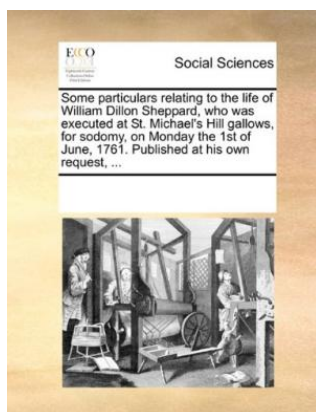 ECCO
Social Sciences
Some particulars relating to the life of
William Dillon Sheppard, who was
executed at St. Michael's Hill gallows,
for sodomy, on Monday the 1st of
June, 1761. Published at his own
request, ...